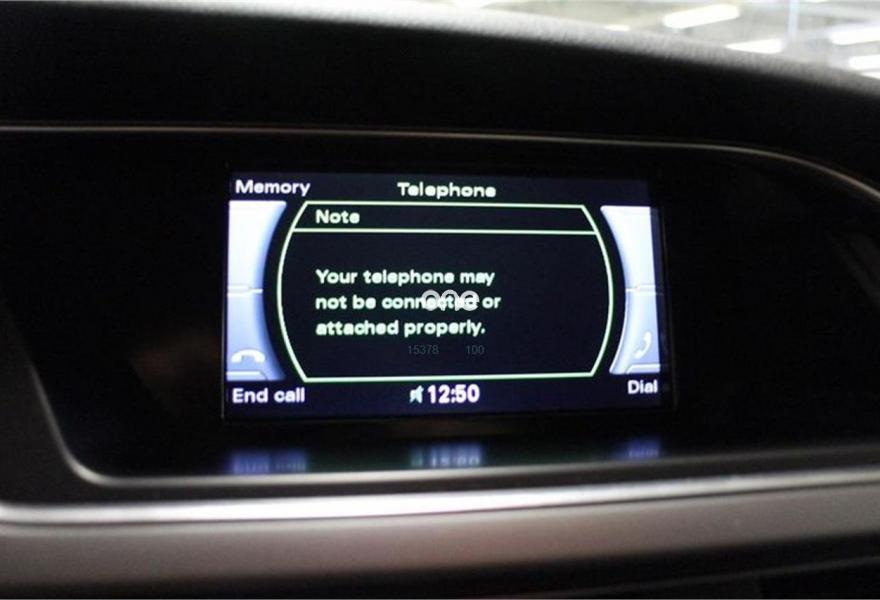 Memory
Telephone
Note
Your telephone may
not be connected or
attached properly.
one
15378 100
End call
12:50
Dial